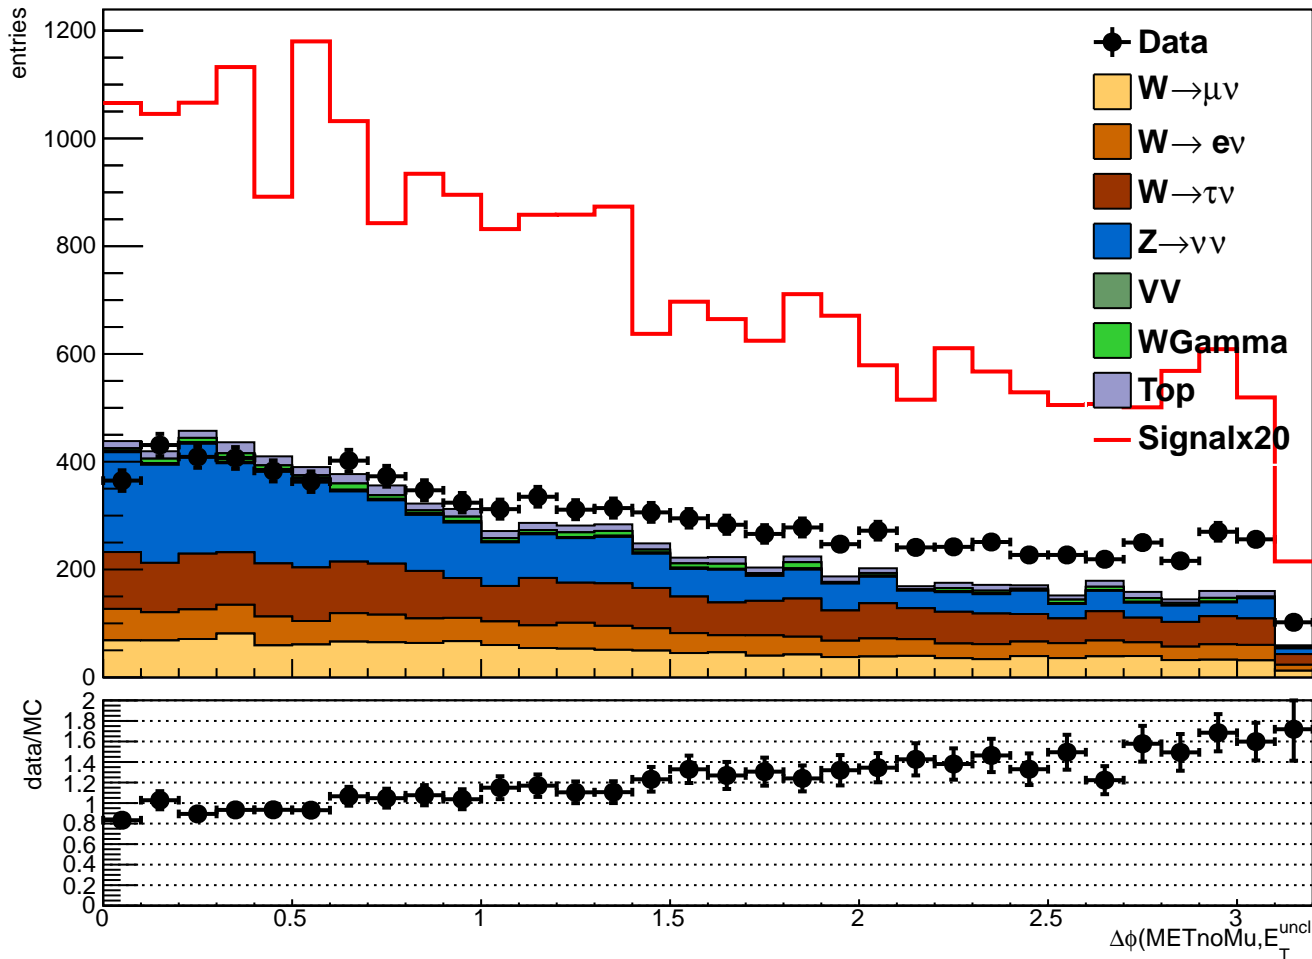 entries
1200
1000
800
600
400
200
0
Data
W→μν
W→ eν
W→τν
Z→νν
VV
WGamma
Top
Signalx20
data/MC
2
1.8
1.6
1.4
1.2
1
0.8
0.6
0.4
0.2
0
0 0.5 1 1.5 2 2.5 3
Δϕ(METnoMu,E_T^uncl